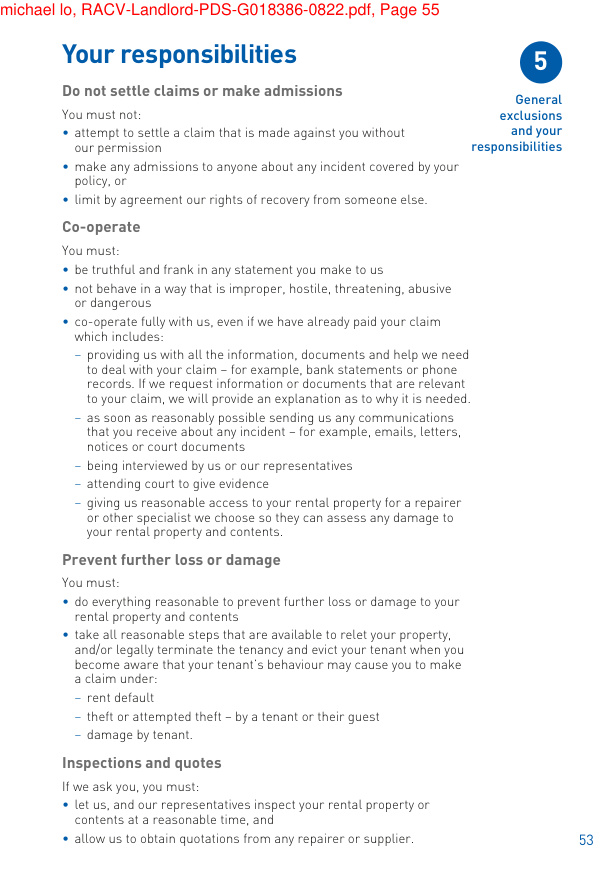 michael lo, RACV-Landlord-PDS-G018386-0822.pdf, Page 55
Your responsibilities
5
General
exclusions
and your
responsibilities
Do not settle claims or make admissions
You must not:
• attempt to settle a claim that is made against you without
our permission
• make any admissions to anyone about any incident covered by your
policy, or
• limit by agreement our rights of recovery from someone else.
Co-operate
You must:
• be truthful and frank in any statement you make to us
• not behave in a way that is improper, hostile, threatening, abusive
or dangerous
• co-operate fully with us, even if we have already paid your claim
which includes:
– providing us with all the information, documents and help we need
to deal with your claim – for example, bank statements or phone
records. If we request information or documents that are relevant
to your claim, we will provide an explanation as to why it is needed.
– as soon as reasonably possible sending us any communications
that you receive about any incident – for example, emails, letters,
notices or court documents
– being interviewed by us or our representatives
– attending court to give evidence
– giving us reasonable access to your rental property for a repairer
or other specialist we choose so they can assess any damage to
your rental property and contents.
Prevent further loss or damage
You must:
• do everything reasonable to prevent further loss or damage to your
rental property and contents
• take all reasonable steps that are available to relet your property,
and/or legally terminate the tenancy and evict your tenant when you
become aware that your tenant's behaviour may cause you to make
a claim under:
– rent default
– theft or attempted theft – by a tenant or their guest
– damage by tenant.
Inspections and quotes
If we ask you, you must:
• let us, and our representatives inspect your rental property or
contents at a reasonable time, and
• allow us to obtain quotations from any repairer or supplier.
53